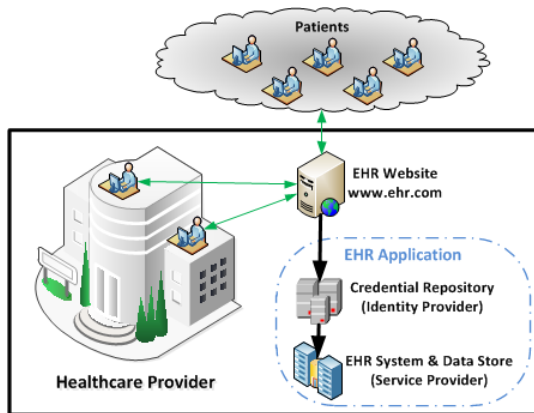 Patients
EHR Website
www.ehr.com
EHR Application
Credential Repository
(Identity Provider)
EHR System & Data Store
(Service Provider)
Healthcare Provider